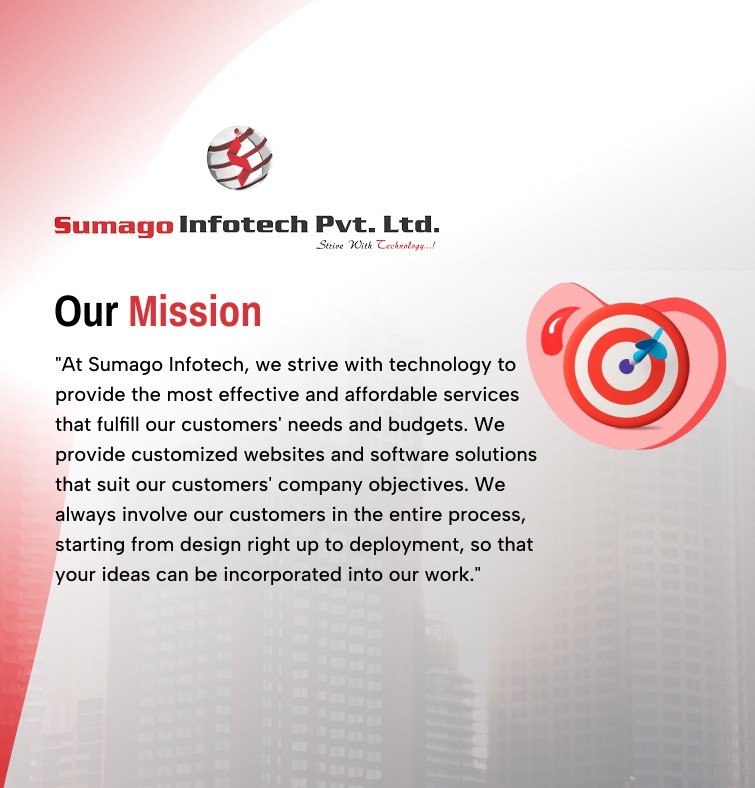 Sumago Infotech Pvt. Ltd.
Strive With Technology...!
Our Mission
"At Sumago Infotech, we strive with technology to
provide the most effective and affordable services
that fulfill our customers' needs and budgets. We
provide customized websites and software solutions
that suit our customers' company objectives. We
always involve our customers in the entire process,
starting from design right up to deployment, so that
your ideas can be incorporated into our work."